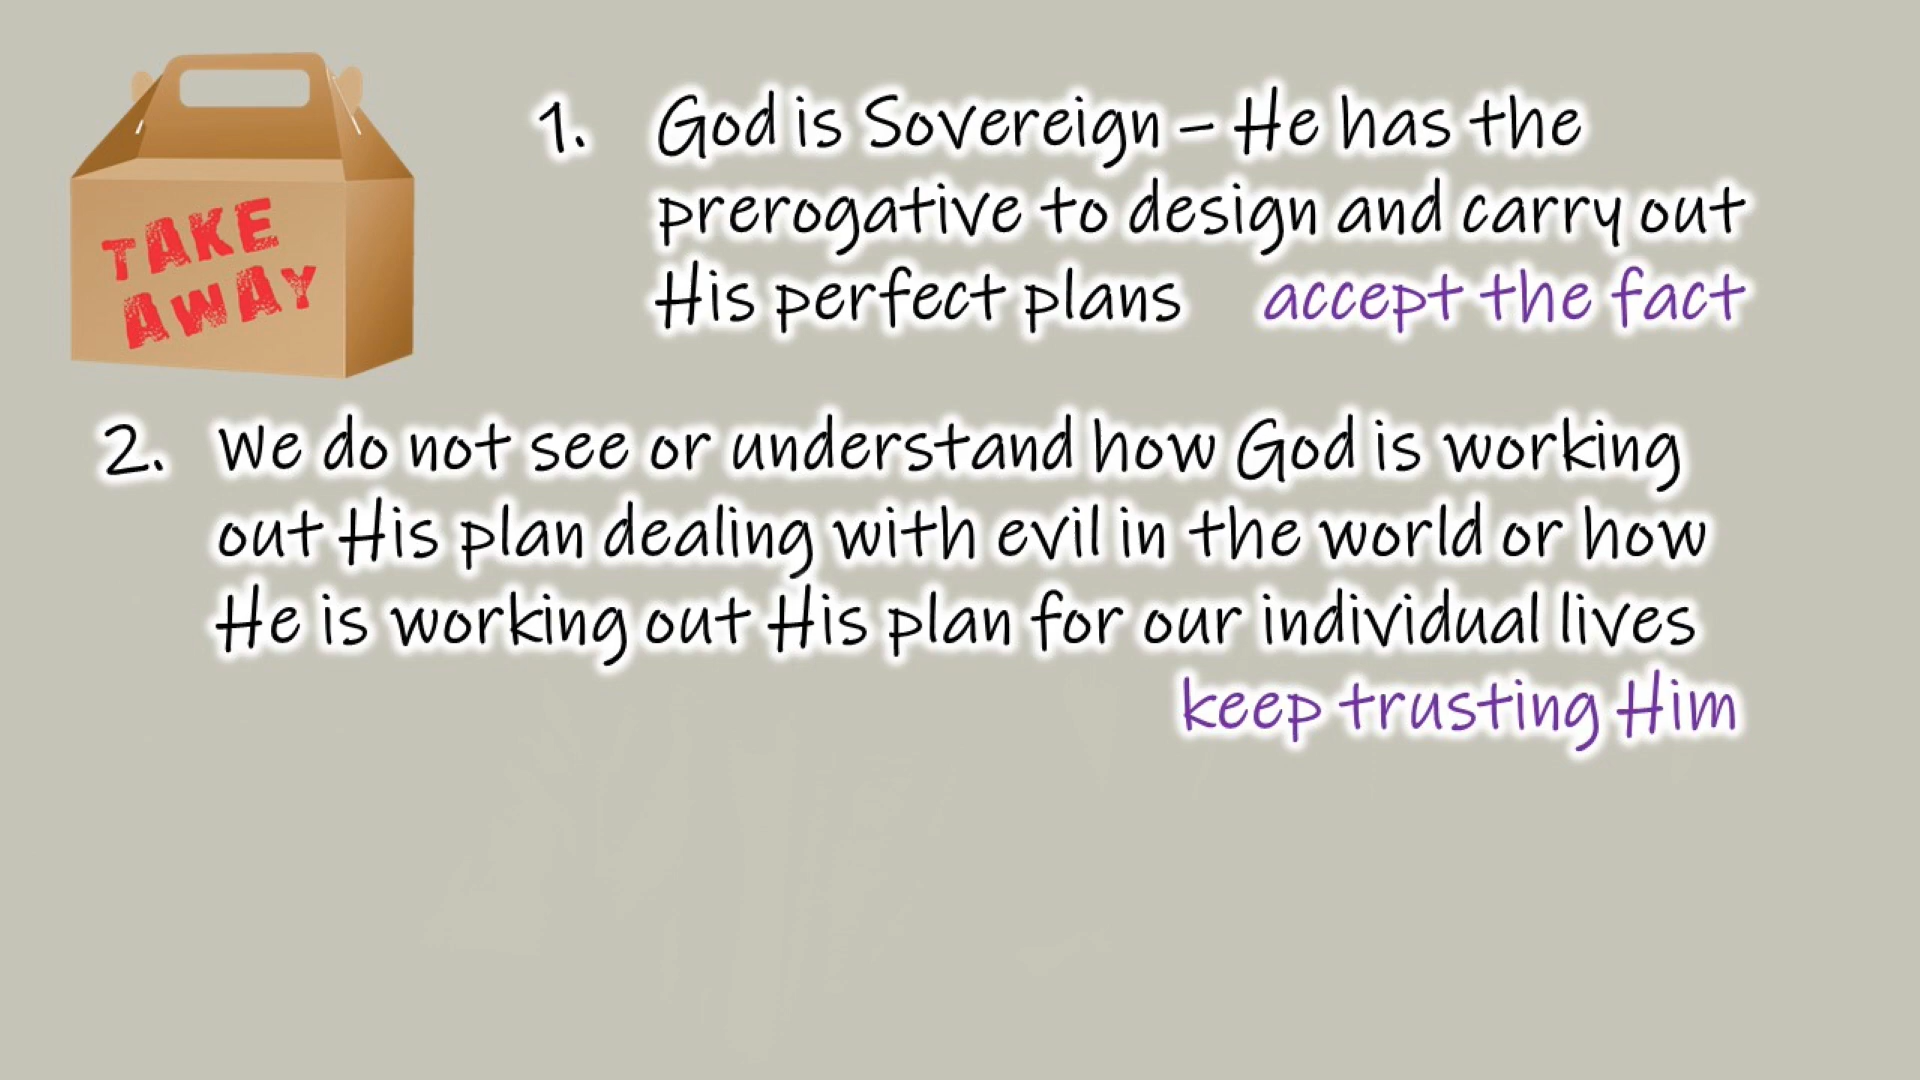 TAKE
AWAY
1. God is Sovereign – He has the
prerogative to design and carry out
His perfect plans accept the fact
2. We do not see or understand how God is working
out His plan dealing with evil in the world or how
He is working out His plan for our individual lives
keep trusting Him